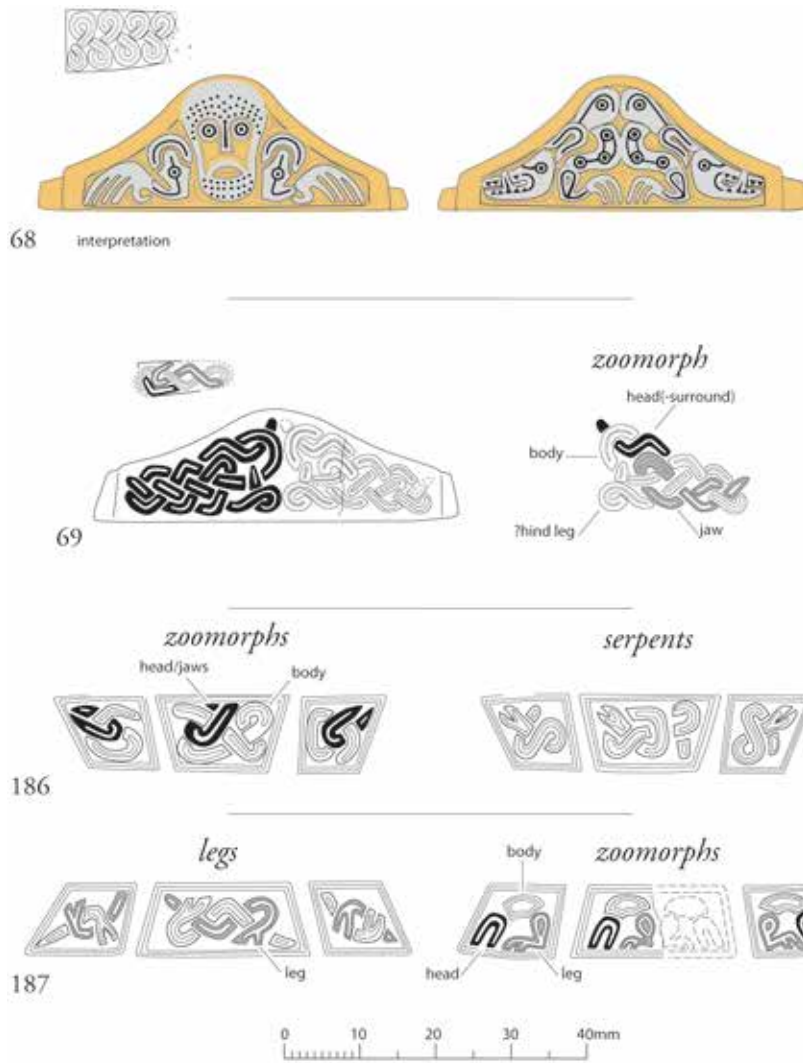 68
interpretation
zoomorph
head(-surround)
body
?hind leg
jaw
69
zoomorphs
serpents
head/jaws
body
186
legs
zoomorphs
body
leg
head
leg
187
0 10 20 30 40mm